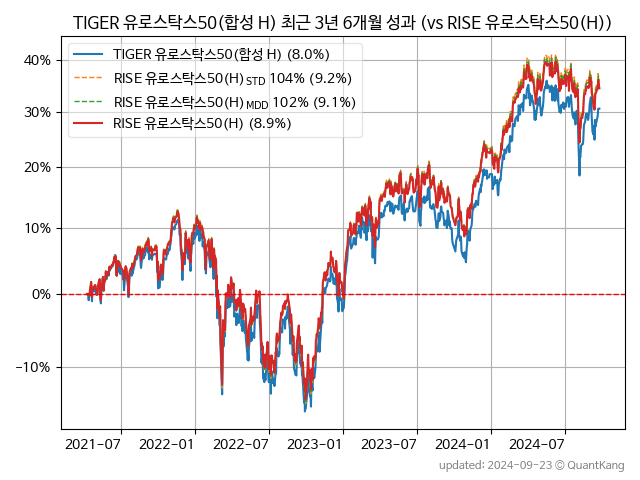 TIGER 유로스탁스50(합성 H) 최근 3년 6개월 성과 (vs RISE 유로스탁스50(H))
TIGER 유로스탁스50(합성 H) (8.0%)
RISE 유로스탁스50(H) STD 104% (9.2%)
RISE 유로스탁스50(H) MDD 102% (9.1%)
RISE 유로스탁스50(H) (8.9%)
40%
30%
20%
10%
0%
−10%
2021-07 2022-01 2022-07 2023-01 2023-07 2024-01 2024-07
updated: 2024-09-23 © QuantKang